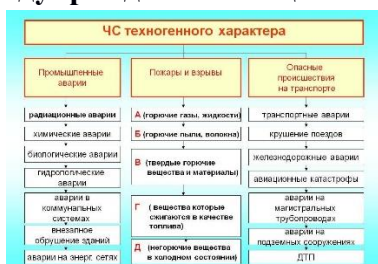 ЧС техногенного характера
Промышленные
аварии
радиационные аварии
химические аварии
биологические аварии
гидрологические
аварии
аварии в
коммунальных
системах
внезапное
обрушение зданий
аварии на энерг. сетях
Пожары и взрывы
А (горючие газы, жидкости)
Б (горючие пыли, волокна)
В (твердые горючие
вещества и материалы)
Г ( вещества которые
сжигаются в качестве
топлива)
Д (негорючие вещества
в холодном состоянии)
Опасные
происшествия
на транспорте
транспортные аварии
крушение поездов
железнодорожные аварии
авиационные катастрофы
аварии на
магистральных
трубопроводах
аварии на
подземных сооружениях
ДТП